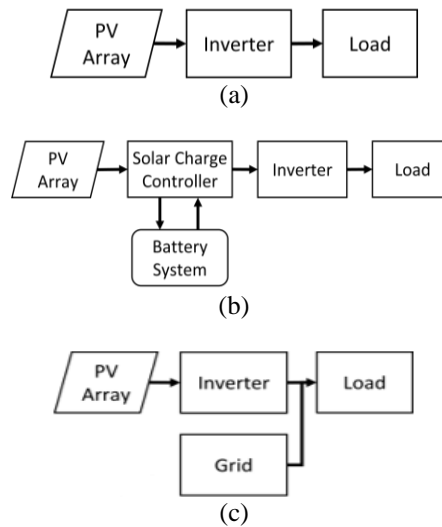 PV
Array
Inverter
Load
(a)
PV
Array
Solar Charge
Controller
Inverter
Load
Battery
System
(b)
PV
Array
Inverter
Load
Grid
(c)